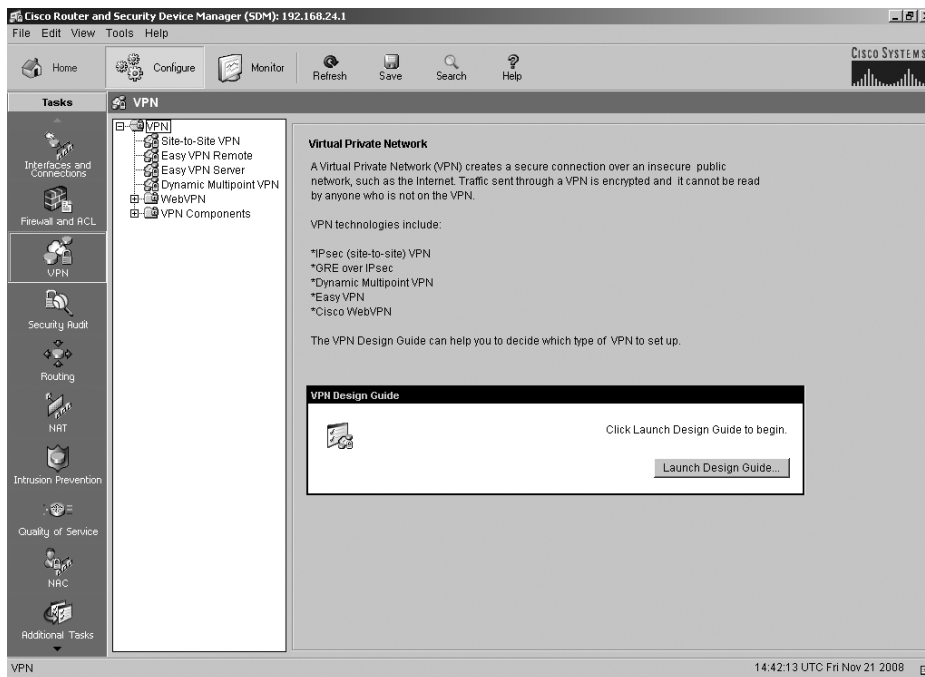 Cisco Router and Security Device Manager (SDM): 192.168.24.1
File Edit View Tools Help
Home
Configure
Monitor
Refresh
Save
Search
Help
CISCO SYSTEMS
Tasks
VPN
Interfaces and
Connections
Firewall and ACL
VPN
Security Audit
Routing
NAT
Intrusion Prevention
Quality of Service
NAC
Additional Tasks
VPN
Site-to-Site VPN
Easy VPN Remote
Easy VPN Server
Dynamic Multipoint VPN
WebVPN
VPN Components
Virtual Private Network
A Virtual Private Network (VPN) creates a secure connection over an insecure public
network, such as the Internet. Traffic sent through a VPN is encrypted and it cannot be read
by anyone who is not on the VPN.
VPN technologies include:
*IPsec (site-to-site) VPN
*GRE over IPsec
*Dynamic Multipoint VPN
*Easy VPN
*Cisco WebVPN
The VPN Design Guide can help you to decide which type of VPN to set up.
VPN Design Guide
Click Launch Design Guide to begin.
Launch Design Guide...
VPN
14:42:13 UTC Fri Nov 21 2008